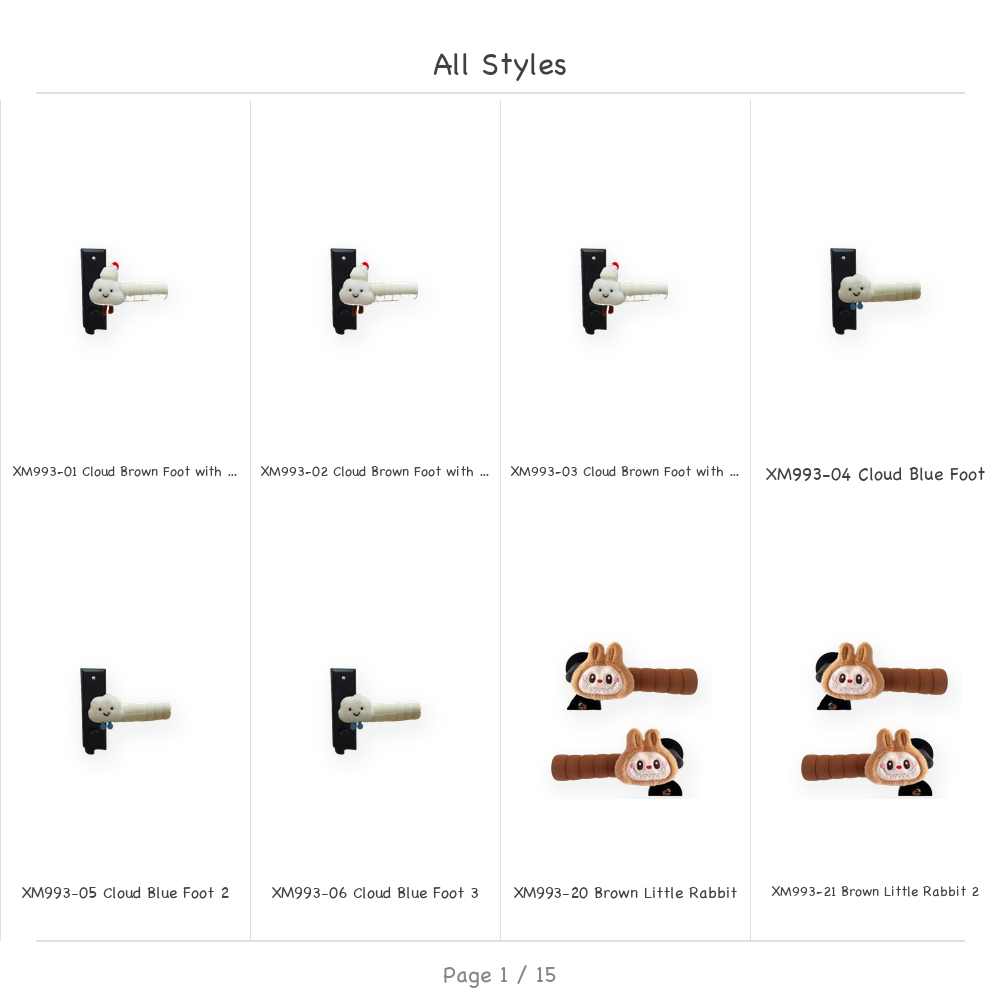 All Styles
XM993-01 Cloud Brown Foot with ...
XM993-02 Cloud Brown Foot with ...
XM993-03 Cloud Brown Foot with ...
XM993-04 Cloud Blue Foot
XM993-05 Cloud Blue Foot 2
XM993-06 Cloud Blue Foot 3
XM993-20 Brown Little Rabbit
XM993-21 Brown Little Rabbit 2
Page 1 / 15